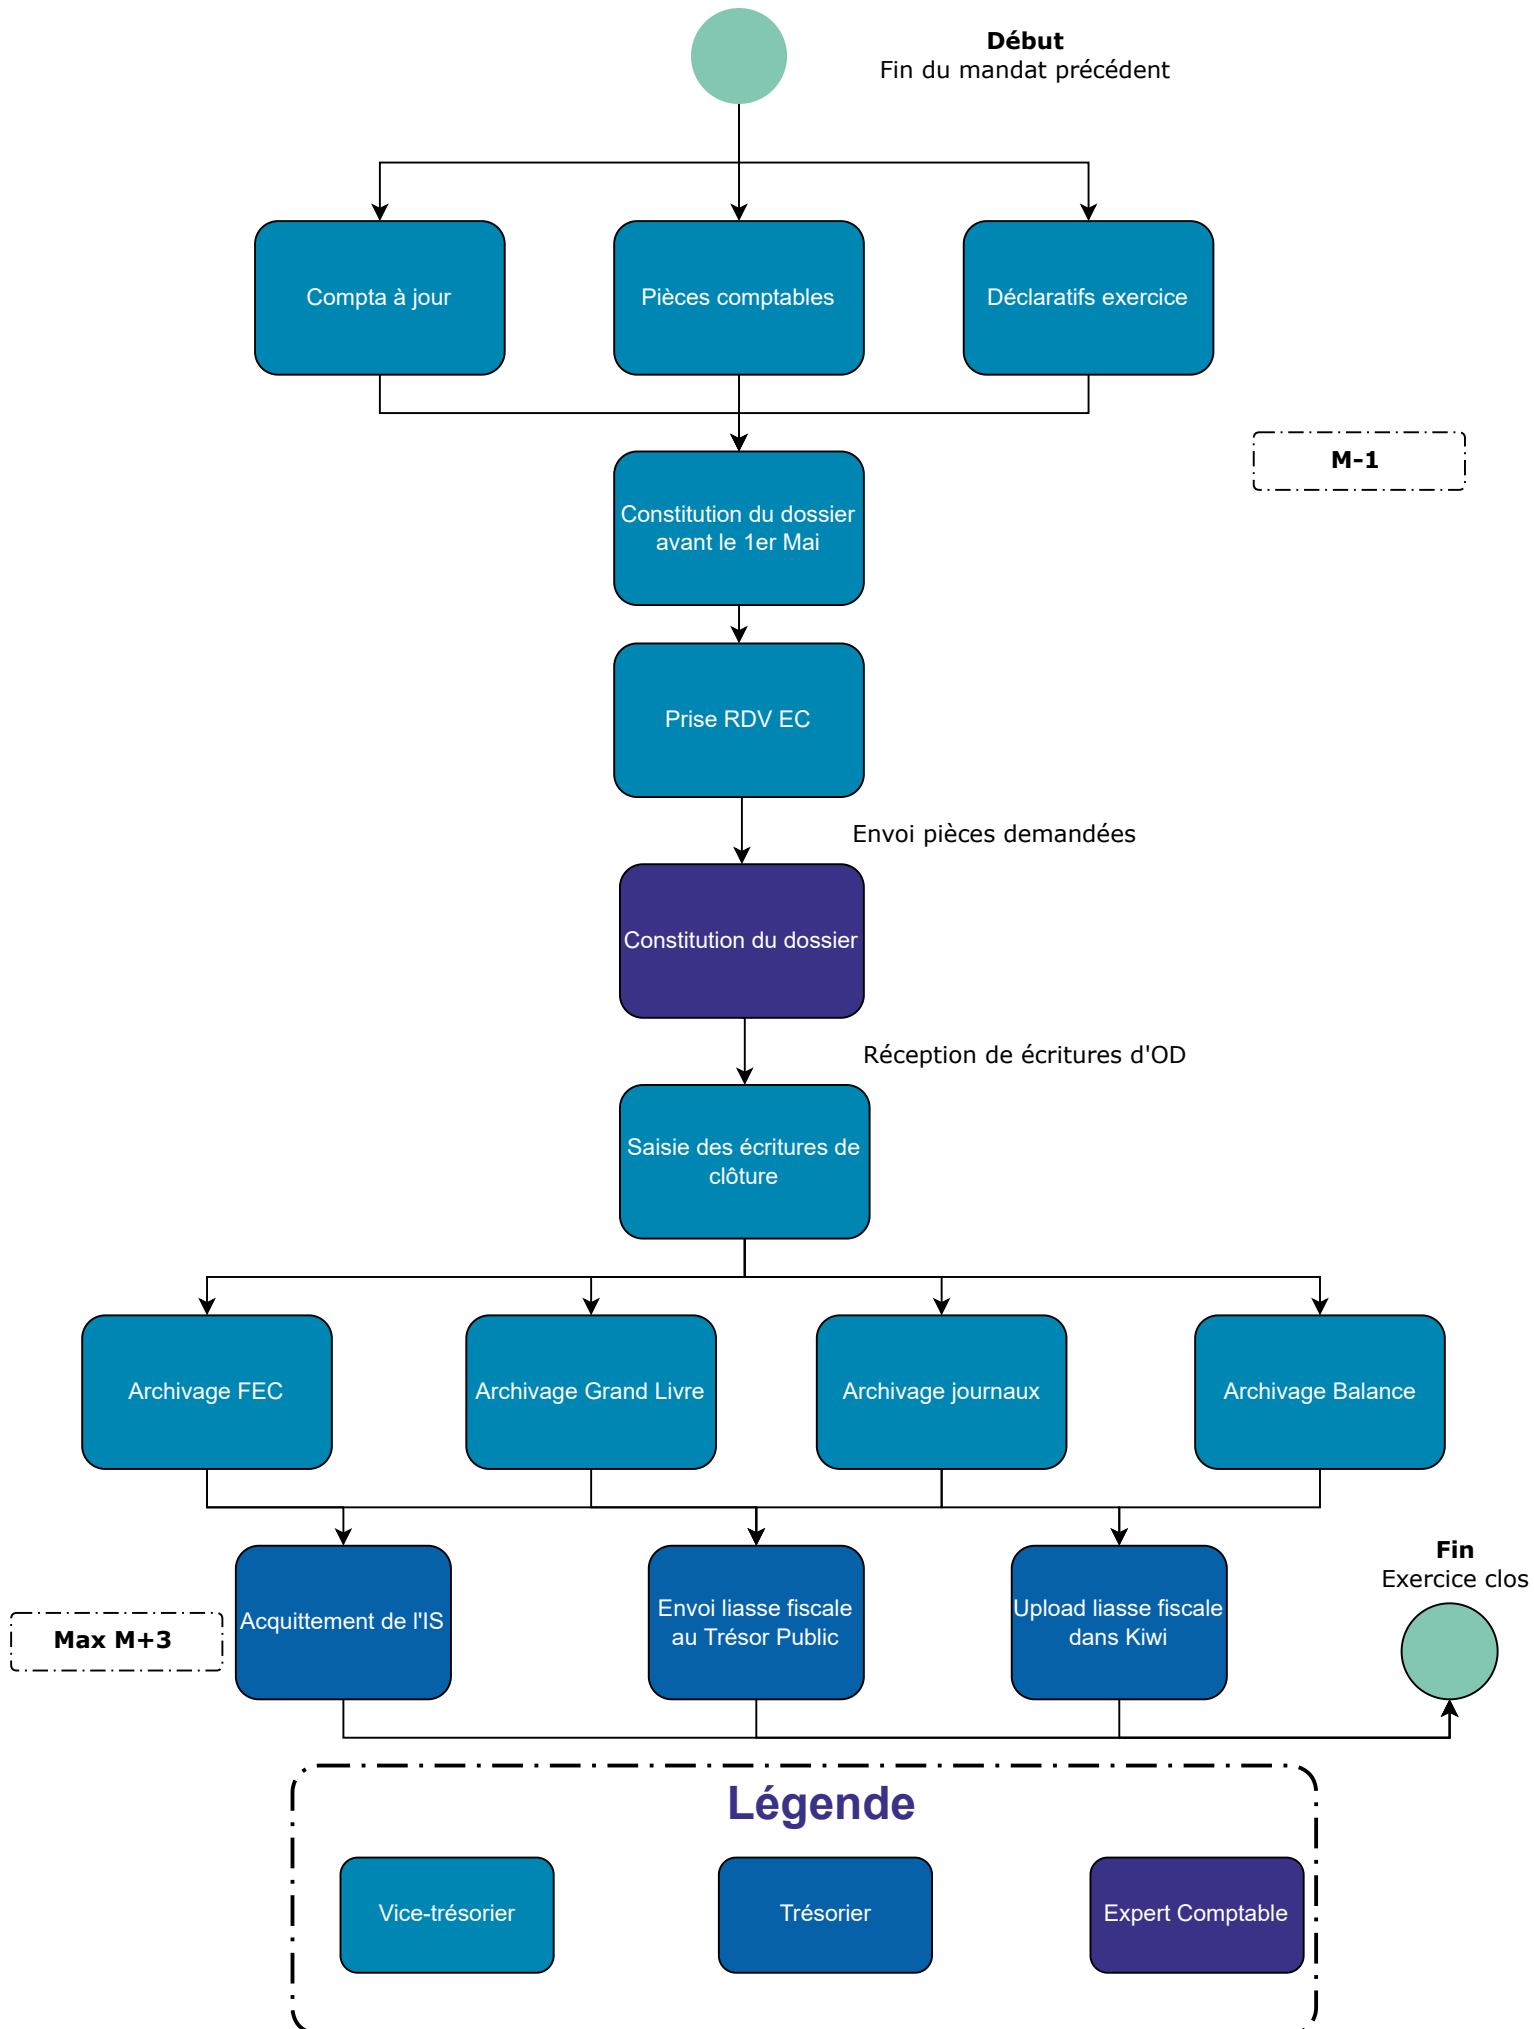 Début
Fin du mandat précédent
Compta à jour
Pièces comptables
Déclaratifs exercice
M-1
Constitution du dossier
avant le 1er Mai
Prise RDV EC
Envoi pièces demandées
Constitution du dossier
Réception de écritures d'OD
Saisie des écritures de
clôture
Archivage FEC
Archivage Grand Livre
Archivage journaux
Archivage Balance
Fin
Exercice clos
Max M+3
Acquittement de l'IS
Envoi liasse fiscale
au Trésor Public
Upload liasse fiscale
dans Kiwi
Légende
Vice-trésorier
Trésorier
Expert Comptable